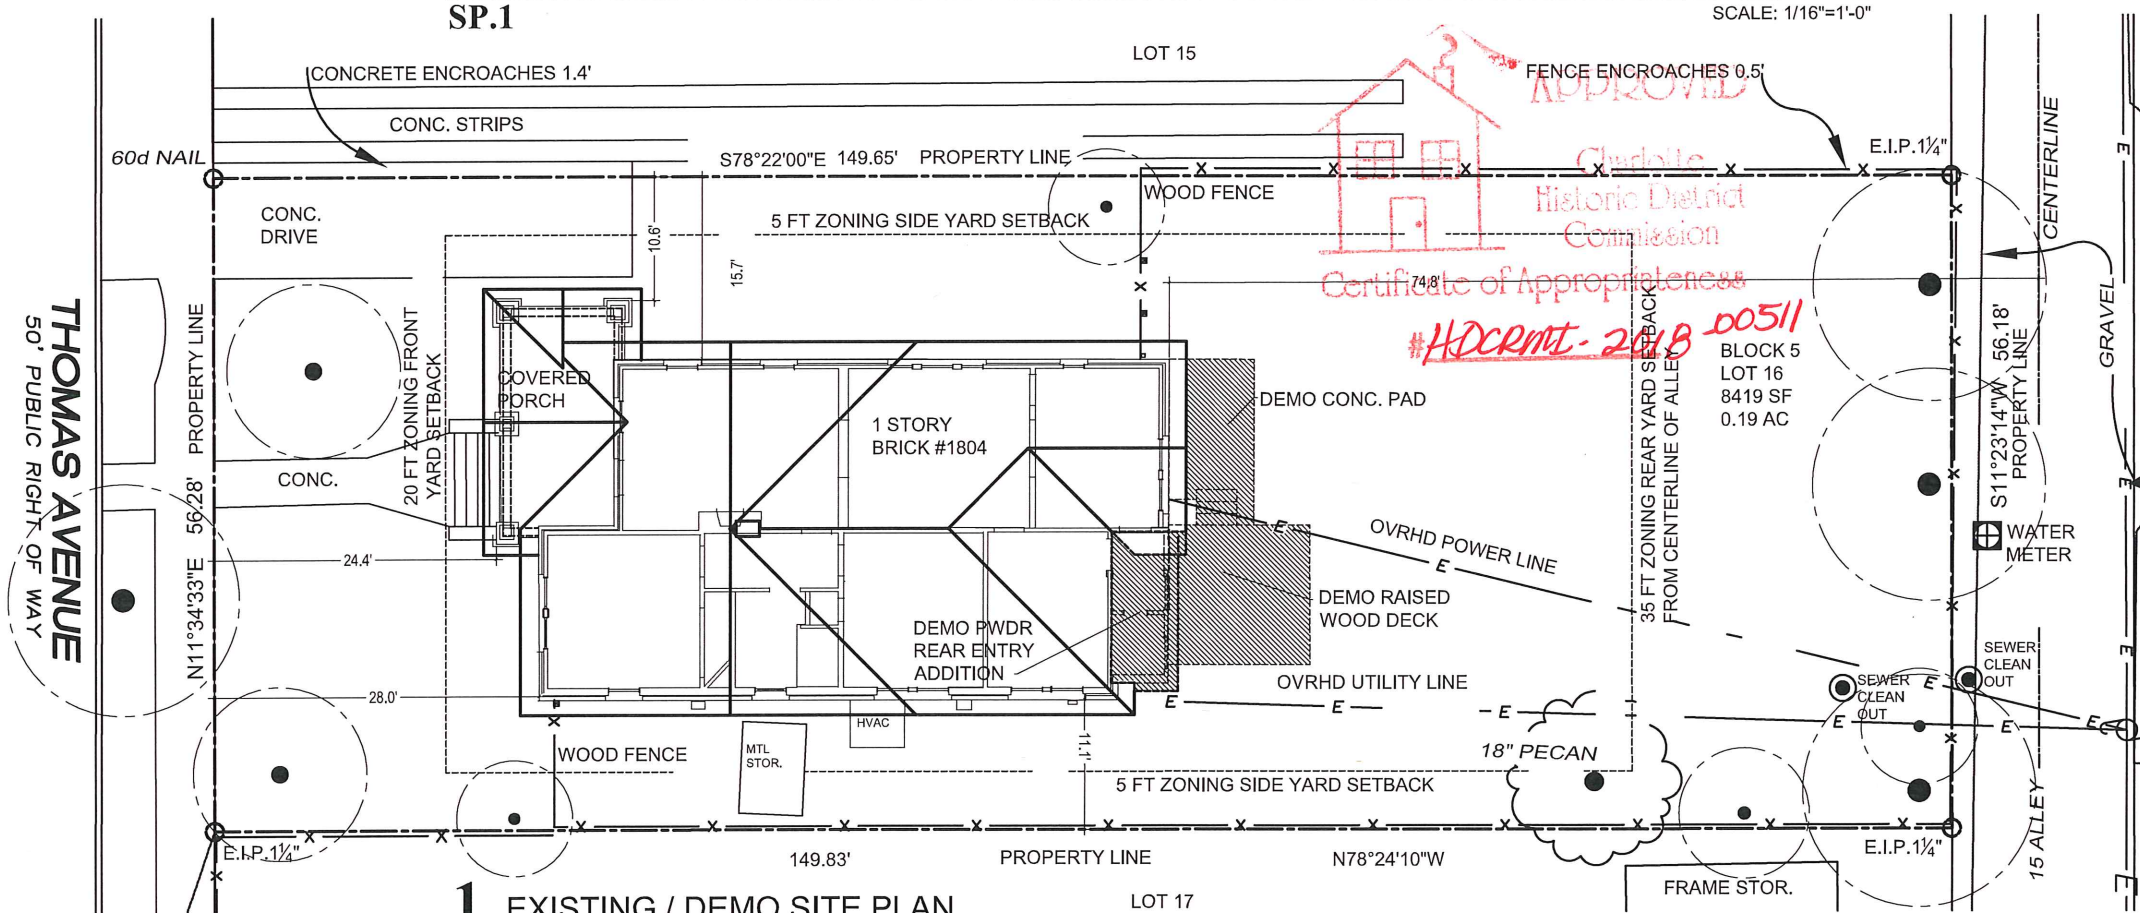 SP.1
SCALE: 1/16"=1'-0"
LOT 15
CONCRETE ENCROACHES 1.4'
FENCE ENCROACHES 0.5'
APPROVED
CONC. STRIPS
60d NAIL
S78°22'00"E 149.65' PROPERTY LINE
E.I.P.1¼"
E
CENTERLINE
Charlotte
Historic District
Commission
Certificate of Appropriateness
#HDCRMI-2018-00511
WOOD FENCE
CONC.
DRIVE
5 FT ZONING SIDE YARD SETBACK
10.6'
15.7'
74.8'
THOMAS AVENUE
50' PUBLIC RIGHT OF WAY
N11°34'33"E 56.28' PROPERTY LINE
20 FT ZONING FRONT
YARD SETBACK
COVERED
PORCH
1 STORY
BRICK #1804
DEMO CONC. PAD
BLOCK 5
LOT 16
8419 SF
0.19 AC
35 FT ZONING REAR YARD SETBACK
FROM CENTERLINE OF ALLEY
S11°23'14"W 56.18'
PROPERTY LINE
GRAVEL
CONC.
24.4'
OVRHD POWER LINE
E
E
WATER
METER
DEMO RAISED
WOOD DECK
DEMO PWDR
REAR ENTRY
ADDITION
28.0'
OVRHD UTILITY LINE
SEWER
CLEAN
OUT
SEWER
CLEAN
OUT
E
E
E
E
E
E
E
E
E
HVAC
MTL
STOR.
WOOD FENCE
11.1'
18" PECAN
5 FT ZONING SIDE YARD SETBACK
15 ALLEY
E.I.P.1¼"
149.83'
PROPERTY LINE
N78°24'10"W
E.I.P.1¼"
FRAME STOR.
1 EXISTING / DEMO SITE PLAN
LOT 17